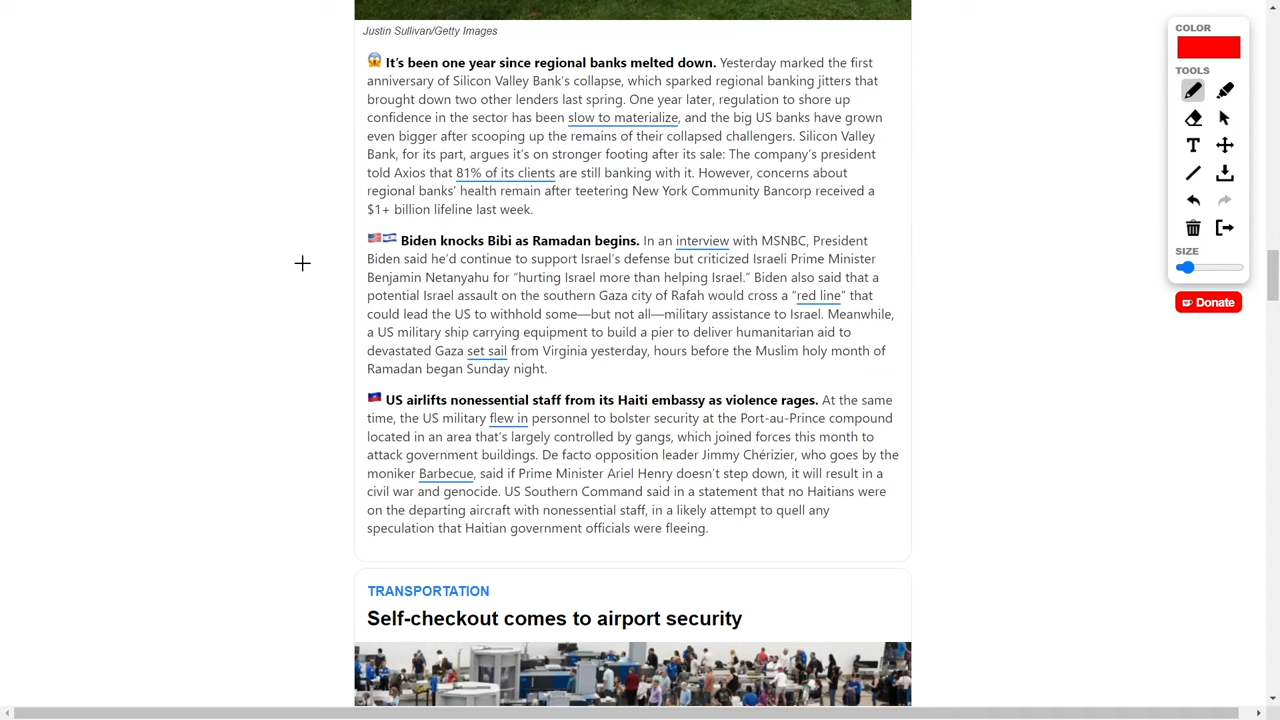 Justin Sullivan/Getty Images
It's been one year since regional banks melted down. Yesterday marked the first
anniversary of Silicon Valley Bank's collapse, which sparked regional banking jitters that
brought down two other lenders last spring. One year later, regulation to shore up
confidence in the sector has been slow to materialize, and the big US banks have grown
even bigger after scooping up the remains of their collapsed challengers. Silicon Valley
Bank, for its part, argues it's on stronger footing after its sale: The company's president
told Axios that 81% of its clients are still banking with it. However, concerns about
regional banks' health remain after teetering New York Community Bancorp received a
$1+ billion lifeline last week.
Biden knocks Bibi as Ramadan begins. In an interview with MSNBC, President
Biden said he'd continue to support Israel's defense but criticized Israeli Prime Minister
Benjamin Netanyahu for "hurting Israel more than helping Israel." Biden also said that a
potential Israel assault on the southern Gaza city of Rafah would cross a "red line" that
could lead the US to withhold some—but not all—military assistance to Israel. Meanwhile,
a US military ship carrying equipment to build a pier to deliver humanitarian aid to
devastated Gaza set sail from Virginia yesterday, hours before the Muslim holy month of
Ramadan began Sunday night.
US airlifts nonessential staff from its Haiti embassy as violence rages. At the same
time, the US military flew in personnel to bolster security at the Port-au-Prince compound
located in an area that's largely controlled by gangs, which joined forces this month to
attack government buildings. De facto opposition leader Jimmy Chérizier, who goes by the
moniker Barbecue, said if Prime Minister Ariel Henry doesn't step down, it will result in a
civil war and genocide. US Southern Command said in a statement that no Haitians were
on the departing aircraft with nonessential staff, in a likely attempt to quell any
speculation that Haitian government officials were fleeing.
TRANSPORTATION
Self-checkout comes to airport security
COLOR
TOOLS
T
SIZE
Donate